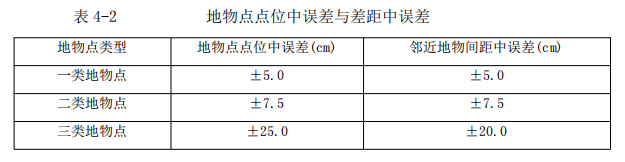 表 4-2 地物点点位中误差与差距中误差
地物点类型 地物点点位中误差(cm) 邻近地物间距中误差(cm)
一类地物点 ±5.0 ±5.0
二类地物点 ±7.5 ±7.5
三类地物点 ±25.0 ±20.0